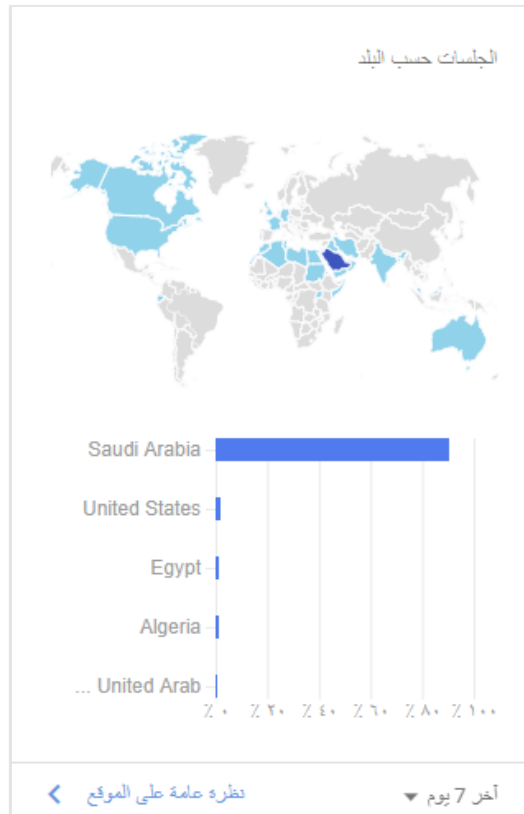 الجلسات حسب البلد
Saudi Arabia
United States
Egypt
Algeria
... United Arab
٪ ٠ ٪ ٢٠ ٪ ٤٠ ٪ ٦٠ ٪ ٨٠ ٪ ١٠٠
آخر 7 يوم نظرة عامة على الموقع